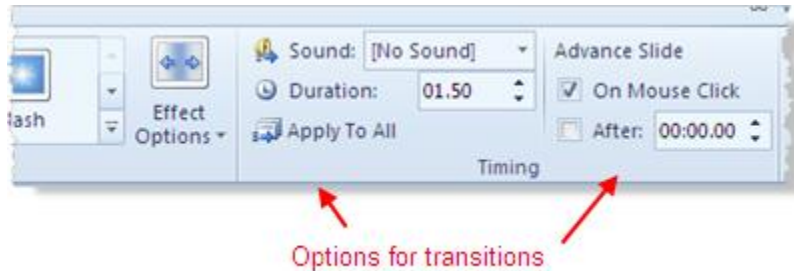 Sound: [No Sound]
Duration: 01.50
Apply To All
Effect
Options
Advance Slide
On Mouse Click
After: 00:00.00
Timing
Options for transitions